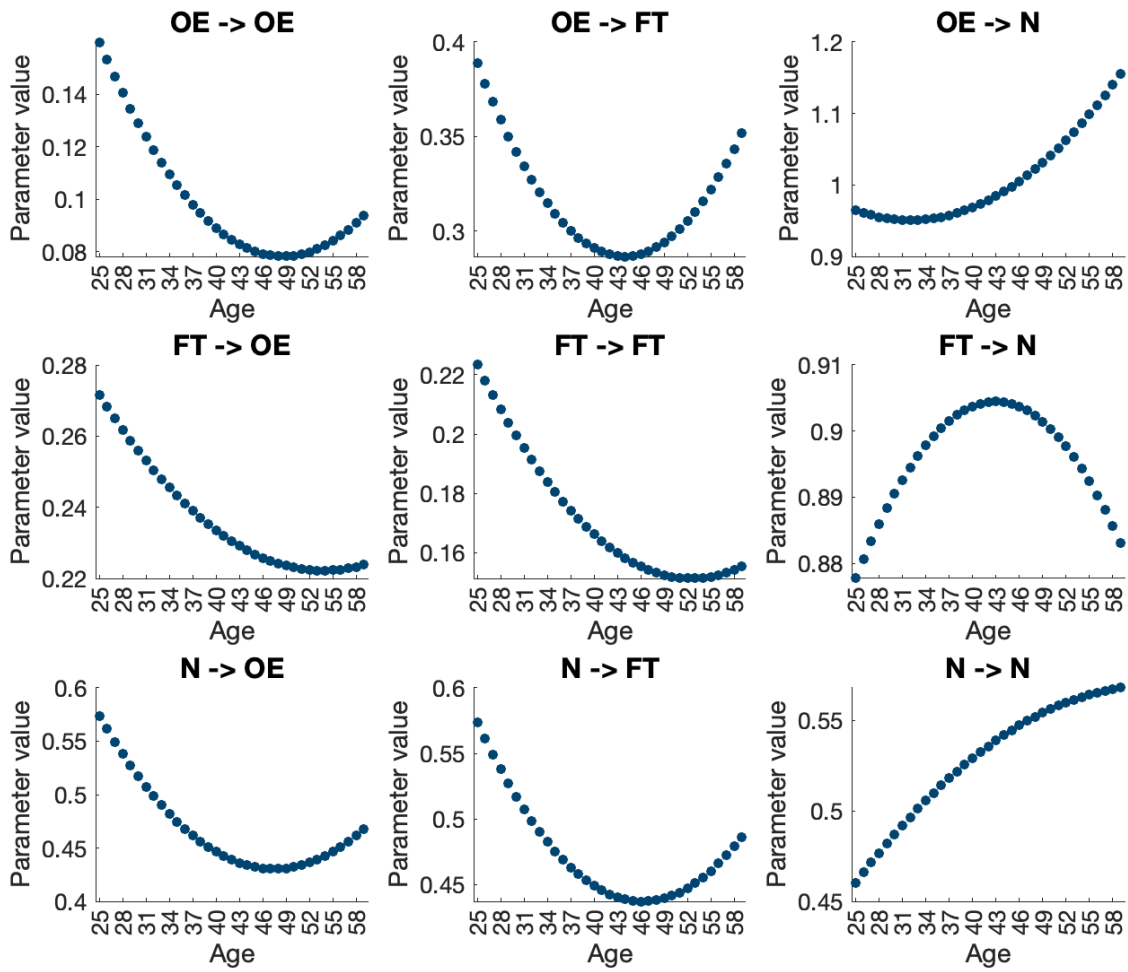 OE -> OE
Parameter value
0.14
0.12
0.1
0.08
25 28 31 34 37 40 43 46 49 52 55 58
Age
OE -> FT
Parameter value
0.4
0.35
0.3
25 28 31 34 37 40 43 46 49 52 55 58
Age
OE -> N
Parameter value
1.2
1.1
1
0.9
25 28 31 34 37 40 43 46 49 52 55 58
Age
FT -> OE
Parameter value
0.28
0.26
0.24
0.22
25 28 31 34 37 40 43 46 49 52 55 58
Age
FT -> FT
Parameter value
0.22
0.2
0.18
0.16
25 28 31 34 37 40 43 46 49 52 55 58
Age
FT -> N
Parameter value
0.91
0.9
0.89
0.88
25 28 31 34 37 40 43 46 49 52 55 58
Age
N -> OE
Parameter value
0.6
0.55
0.5
0.45
0.4
25 28 31 34 37 40 43 46 49 52 55 58
Age
N -> FT
Parameter value
0.6
0.55
0.5
0.45
25 28 31 34 37 40 43 46 49 52 55 58
Age
N -> N
Parameter value
0.55
0.5
0.45
25 28 31 34 37 40 43 46 49 52 55 58
Age